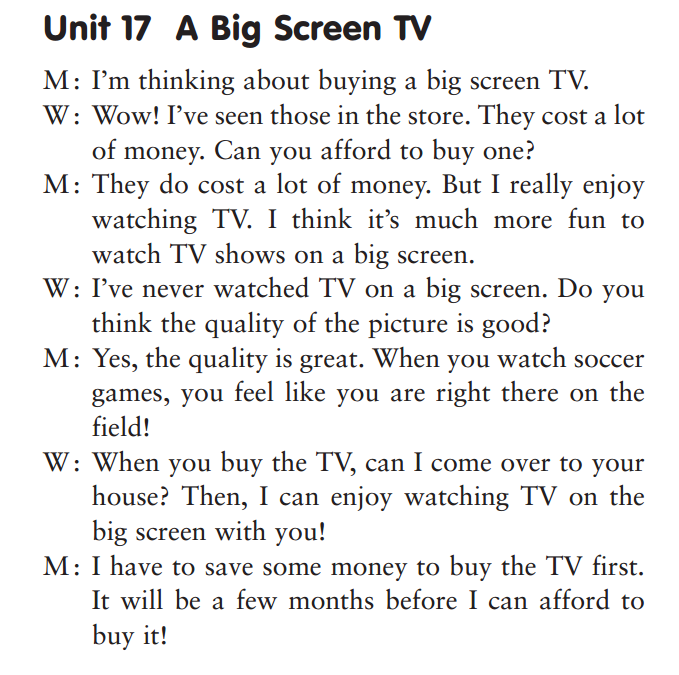 Unit 17 A Big Screen TV
M: I'm thinking about buying a big screen TV.
W: Wow! I've seen those in the store. They cost a lot
of money. Can you afford to buy one?
M: They do cost a lot of money. But I really enjoy
watching TV. I think it's much more fun to
watch TV shows on a big screen.
W: I've never watched TV on a big screen. Do you
think the quality of the picture is good?
M: Yes, the quality is great. When you watch soccer
games, you feel like you are right there on the
field!
W: When you buy the TV, can I come over to your
house? Then, I can enjoy watching TV on the
big screen with you!
M: I have to save some money to buy the TV first.
It will be a few months before I can afford to
buy it!